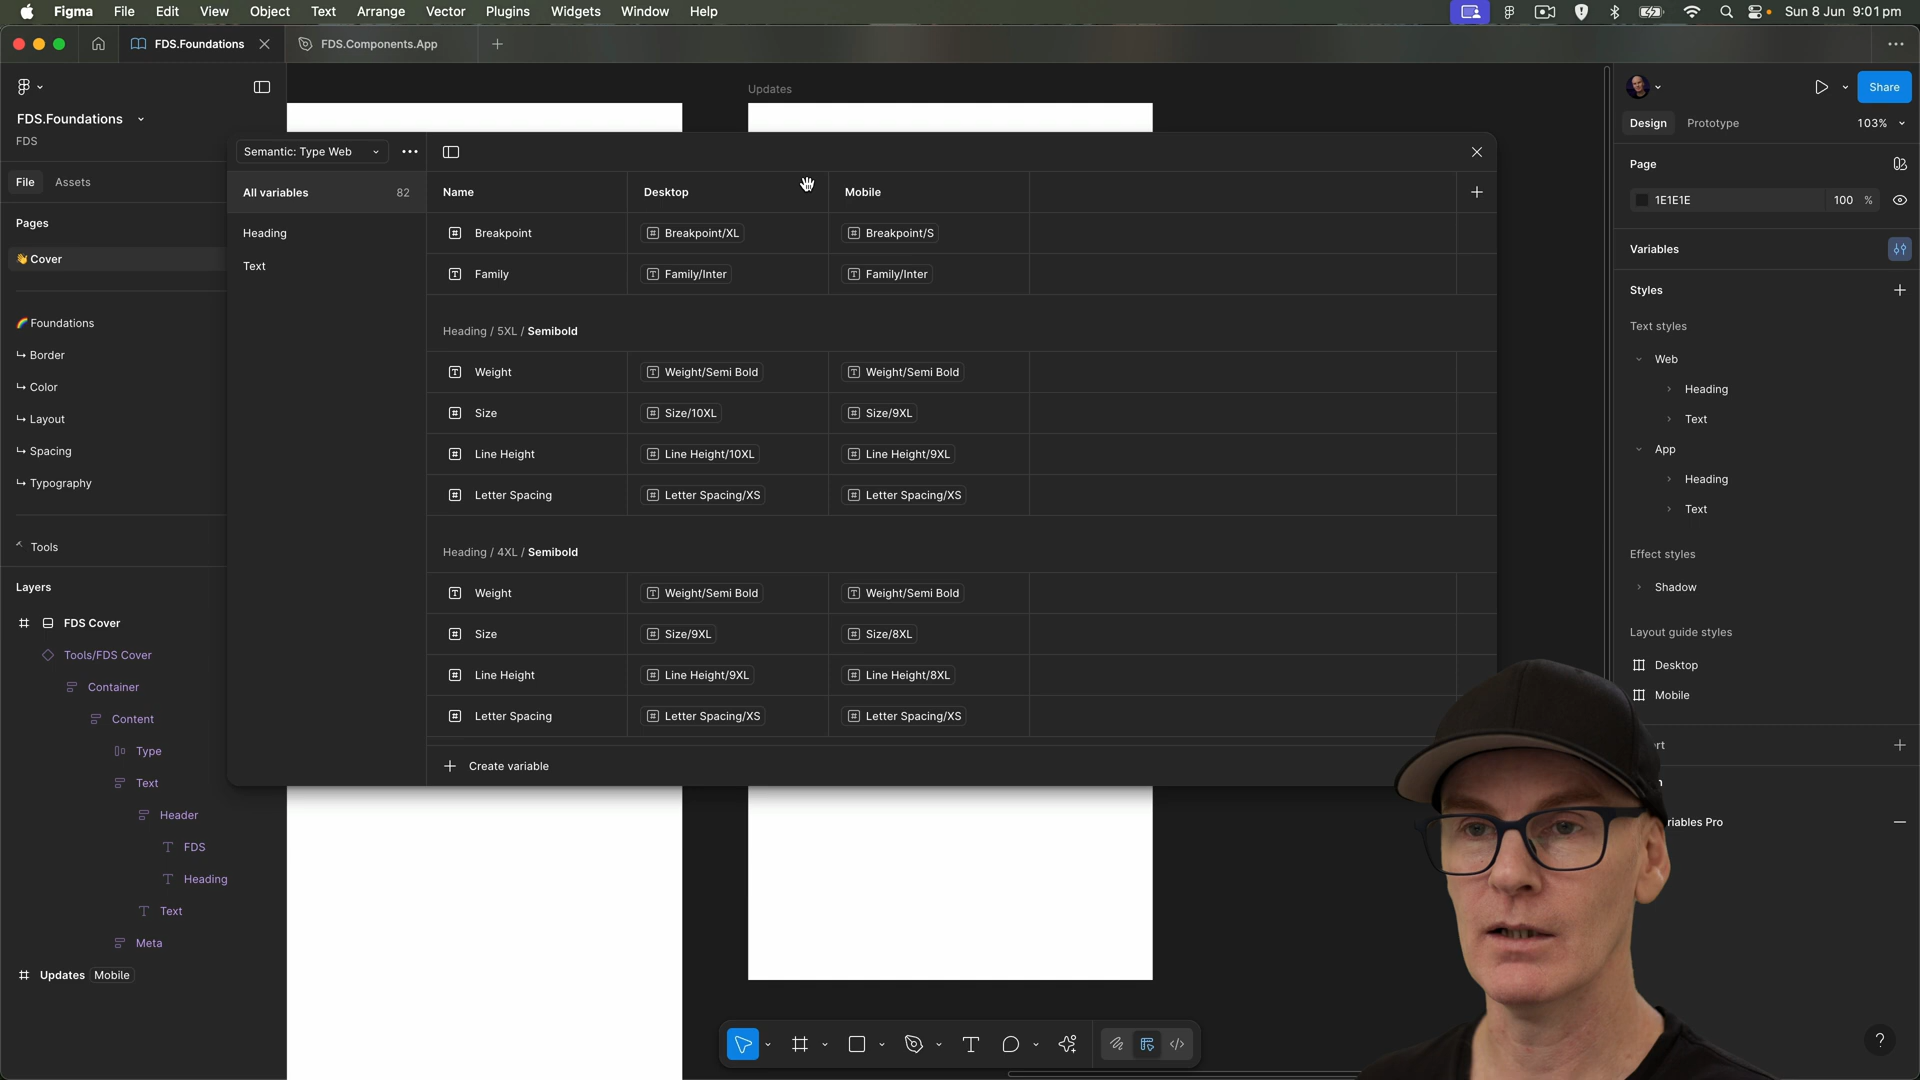 Figma File Edit View Object Text Arrange Vector Plugins Widgets Window Help Sun 8 Jun 9:01 pm
FDS.Foundations FDS.Components.App
FDS.Foundations
FDS
File Assets
Pages
👋 Cover
🌈 Foundations
↳ Border
↳ Color
↳ Layout
↳ Spacing
↳ Typography
Tools
Layers
FDS Cover
Tools/FDS Cover
Container
Content
Type
Text
Header
FDS
Heading
Text
Meta
Updates Mobile
Updates
Semantic: Type Web
All variables 82
Heading
Text
Name Desktop Mobile
Breakpoint Breakpoint/XL Breakpoint/S
Family Family/Inter Family/Inter
Heading / 5XL / Semibold
Weight Weight/Semi Bold Weight/Semi Bold
Size Size/10XL Size/9XL
Line Height Line Height/10XL Line Height/9XL
Letter Spacing Letter Spacing/XS Letter Spacing/XS
Heading / 4XL / Semibold
Weight Weight/Semi Bold Weight/Semi Bold
Size Size/9XL Size/8XL
Line Height Line Height/9XL Line Height/8XL
Letter Spacing Letter Spacing/XS Letter Spacing/XS
Create variable
Share
Design Prototype 103%
Page
1E1E1E 100 %
Variables
Styles
Text styles
Web
Heading
Text
App
Heading
Text
Effect styles
Shadow
Layout guide styles
Desktop
Mobile
Pro
?